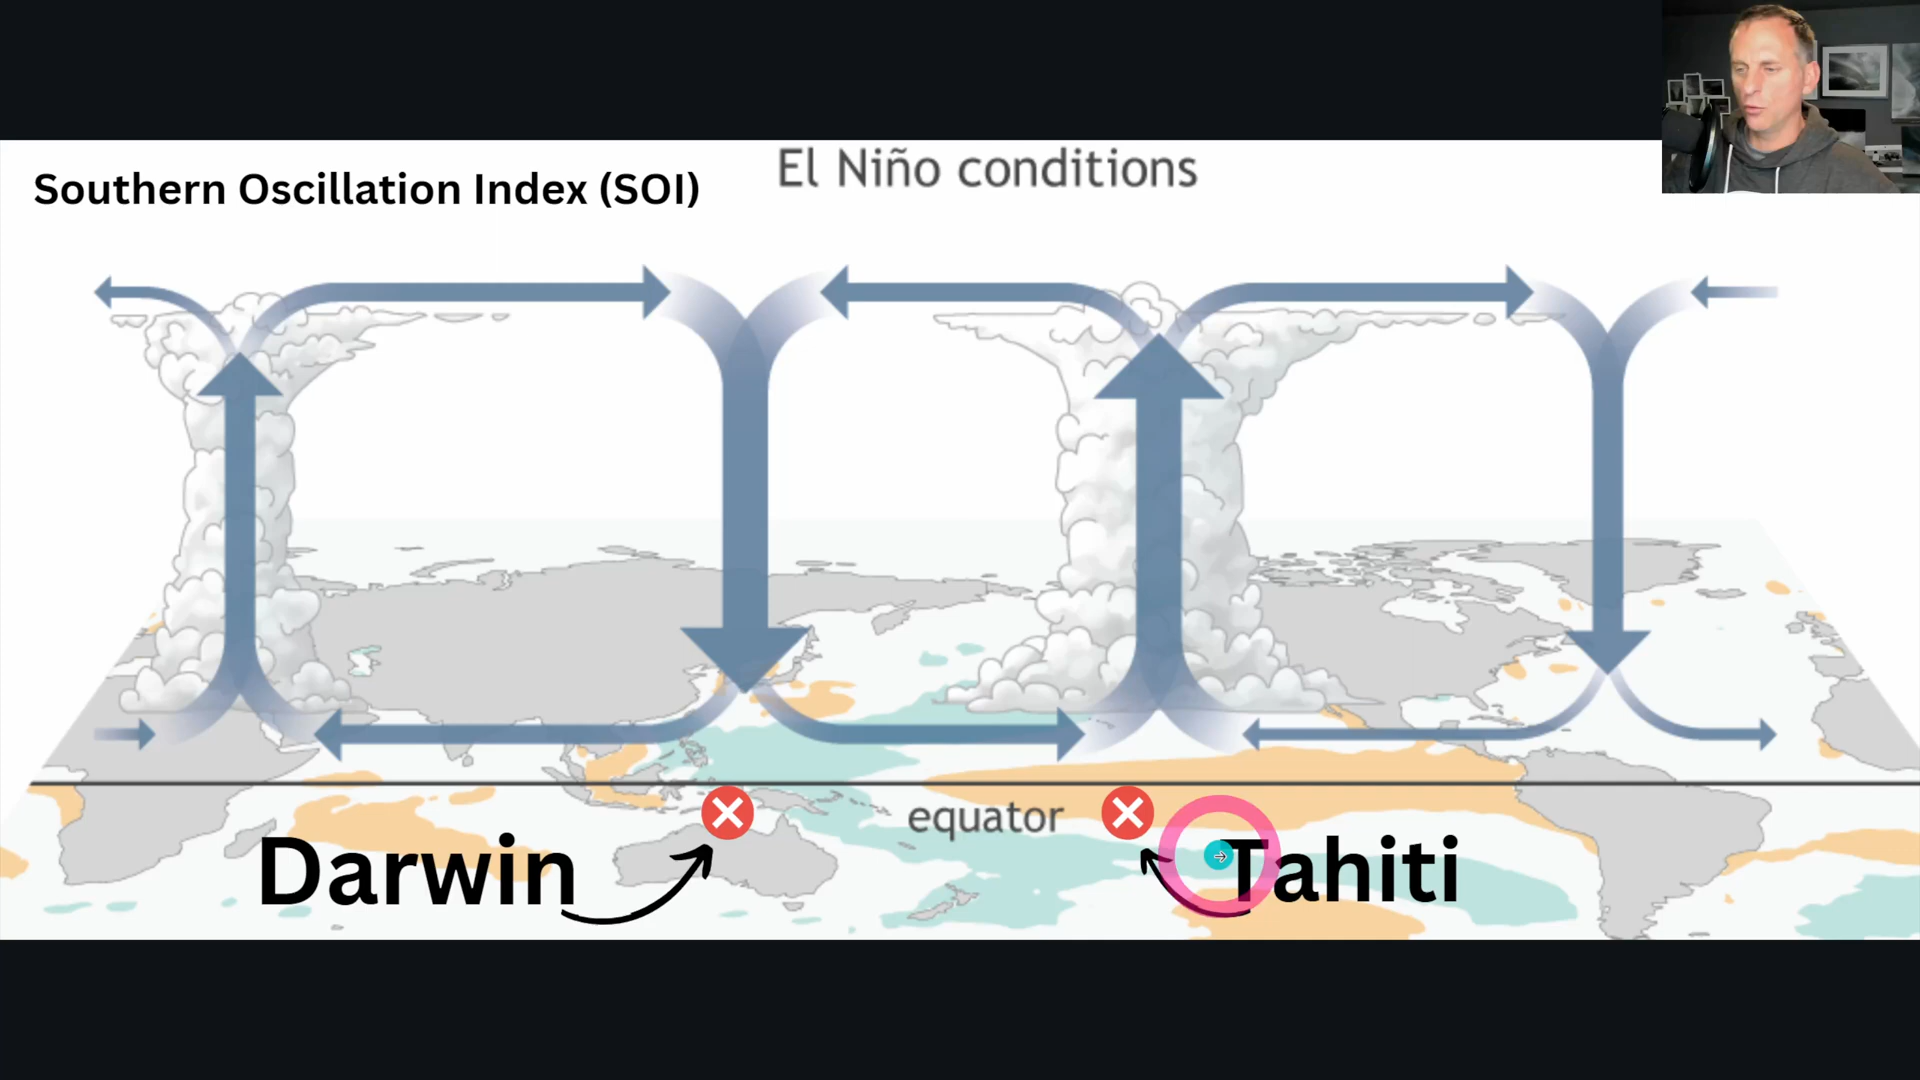 El Niño conditions
Southern Oscillation Index (SOI)
equator
Darwin
Tahiti